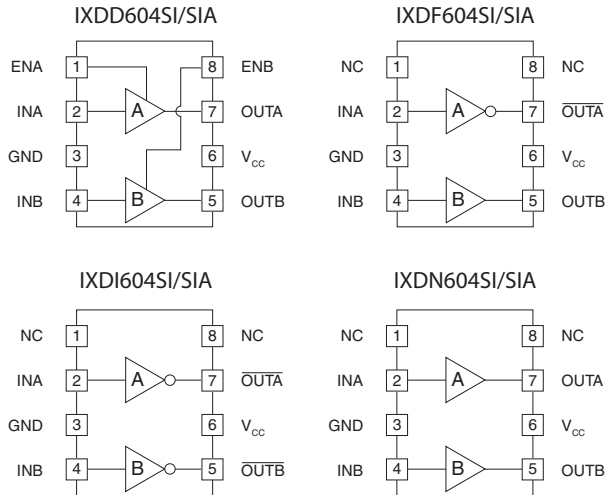 IXDD604SI/SIA
ENA 1 8 ENB
INA 2 A 7 OUTA
GND 3 6 VCC
INB 4 B 5 OUTB
IXDF604SI/SIA
NC 1 8 NC
INA 2 A 7 OUTA
GND 3 6 VCC
INB 4 B 5 OUTB
IXDI604SI/SIA
NC 1 8 NC
INA 2 A 7 OUTA
GND 3 6 VCC
INB 4 B 5 OUTB
IXDN604SI/SIA
NC 1 8 NC
INA 2 A 7 OUTA
GND 3 6 VCC
INB 4 B 5 OUTB